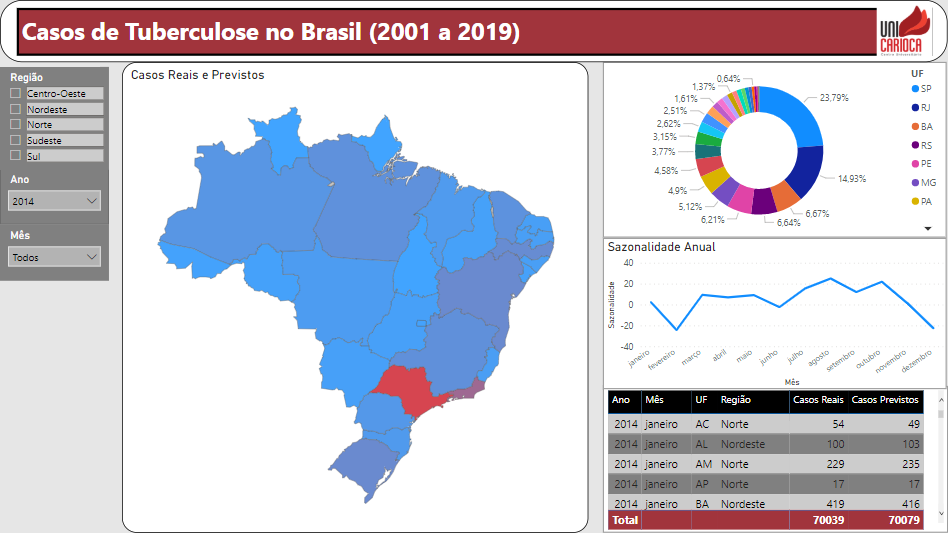 Casos de Tuberculose no Brasil (2001 a 2019)
UNI
CARIOCA
Região
Centro-Oeste
Nordeste
Norte
Sudeste
Sul
Ano
2014
Mês
Todos
Casos Reais e Previstos
0,64%
1,37%
1,61%
2,51%
2,62%
3,15%
3,77%
4,58%
4,9%
5,12%
6,21%
6,64%
6,67%
14,93%
23,79%
UF
SP
RJ
BA
RS
PE
MG
PA
Sazonalidade Anual
Sazonalidade
40
20
0
-20
-40
janeiro
fevereiro
março
abril
maio
junho
julho
agosto
setembro
outubro
novembro
dezembro
Mês
Ano Mês UF Região Casos Reais Casos Previstos
2014 janeiro AC Norte 54 49
2014 janeiro AL Nordeste 100 103
2014 janeiro AM Norte 229 235
2014 janeiro AP Norte 17 17
2014 janeiro BA Nordeste 419 416
Total 70039 70079